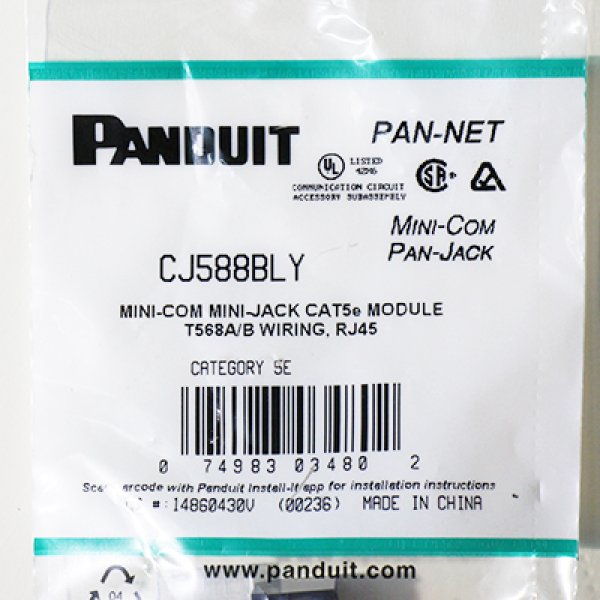 PANDUIT
PAN-NET
UL LISTED
COMMUNICATION CIRCUIT
ACCESSORY SUBASSEMBLY
MINI-COM
PAN-JACK
CJ588BLY
MINI-COM MINI-JACK CAT5e MODULE
T568A/B WIRING, RJ45
CATEGORY 5E
0 74983 03480 2
with Panduit Install-It app for installation instructions
#:14860430V (00236) MADE IN CHINA
www.panduit.com
04